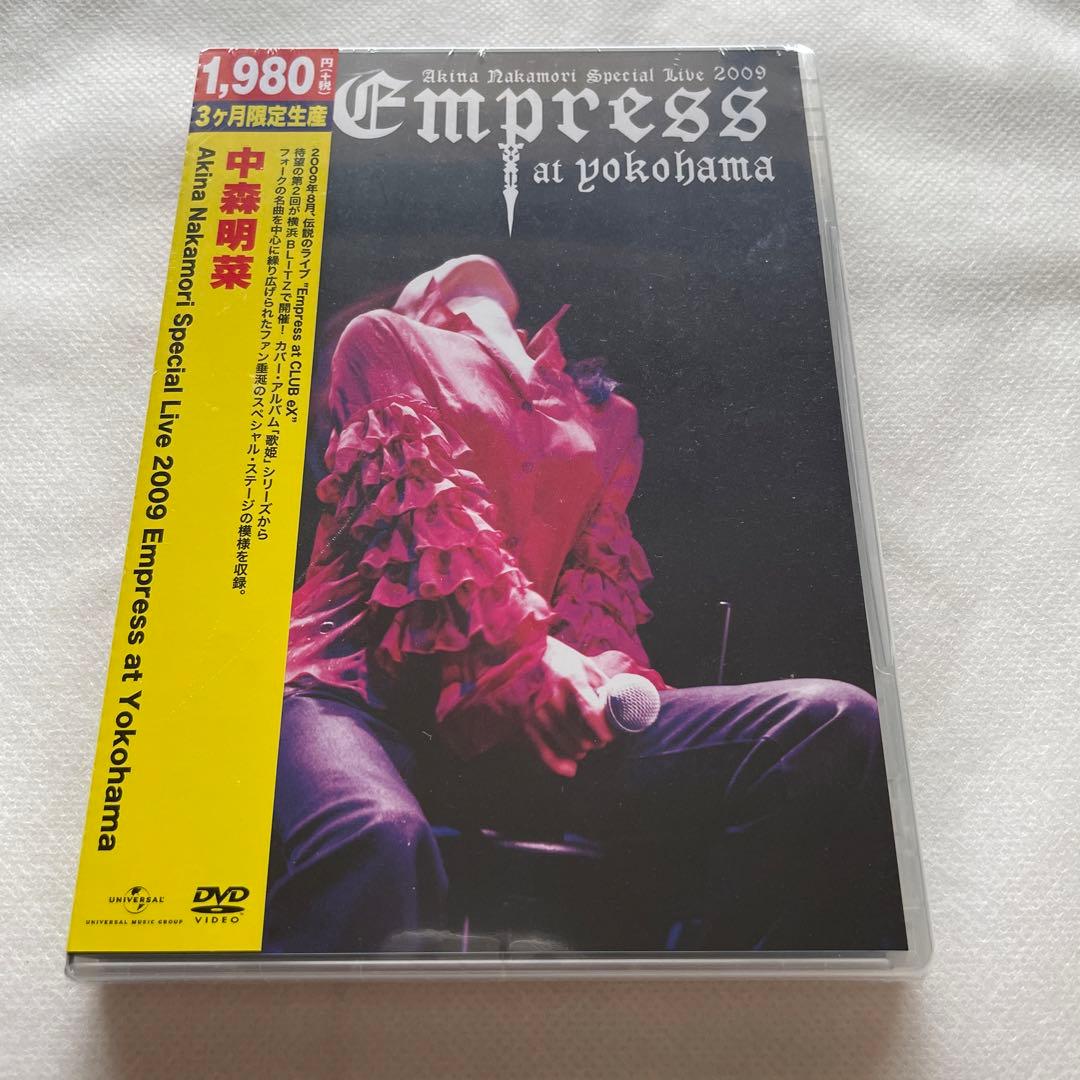 1,980円(+税)
3ヶ月限定生産
中森明菜
Akina Nakamori Special Live 2009 Empress at Yokohama
2009年8月、伝説のライブ "Empress at CLUB eX"
待望の第2回が横浜BLITZで開催! カバー・アルバム「歌姫」シリーズから
フォークの名曲を中心に繰り広げられたファン垂涎のスペシャル・ステージの模様を収録。
UNIVERSAL
UNIVERSAL MUSIC GROUP
DVD
VIDEO
Akina Nakamori Special Live 2009
Empress
at yokohama